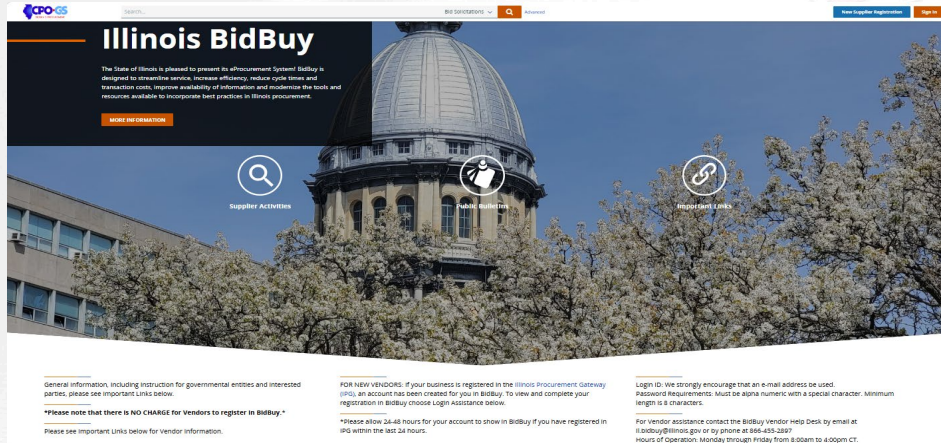 CPO-GS
Search...
Bid Solicitations
Advanced
New Supplier Registration
Sign In
Illinois BidBuy
The State of Illinois is pleased to present its eProcurement System! BidBuy is
designed to streamline service, increase efficiency, reduce cycle times and
transaction costs, improve availability of information and modernize the tools and
resources available to incorporate best practices in Illinois procurement.
MORE INFORMATION
Supplier Activities
Public Bulletins
Important Links
General information, including instruction for governmental entities and interested
parties, please see important Links below.
*Please note that there is NO CHARGE for Vendors to register in BidBuy.*
Please see important Links below for Vendor information.
FOR NEW VENDORS: If your business is registered in the Illinois Procurement Gateway
(IPG), an account has been created for you in BidBuy. To view and complete your
registration in BidBuy choose Login Assistance below.
*Please allow 24-48 hours for your account to show in BidBuy if you have registered in
IPG within the last 24 hours.
Login ID: We strongly encourage that an e-mail address be used.
Password Requirements: Must be alpha numeric with a special character. Minimum
length is 8 characters.
For Vendor assistance contact the BidBuy Vendor Help Desk by email at
il.bidbuy@illinois.gov or by phone at 866-455-2897
Hours of Operation: Monday through Friday from 8:00am to 4:00pm CT.